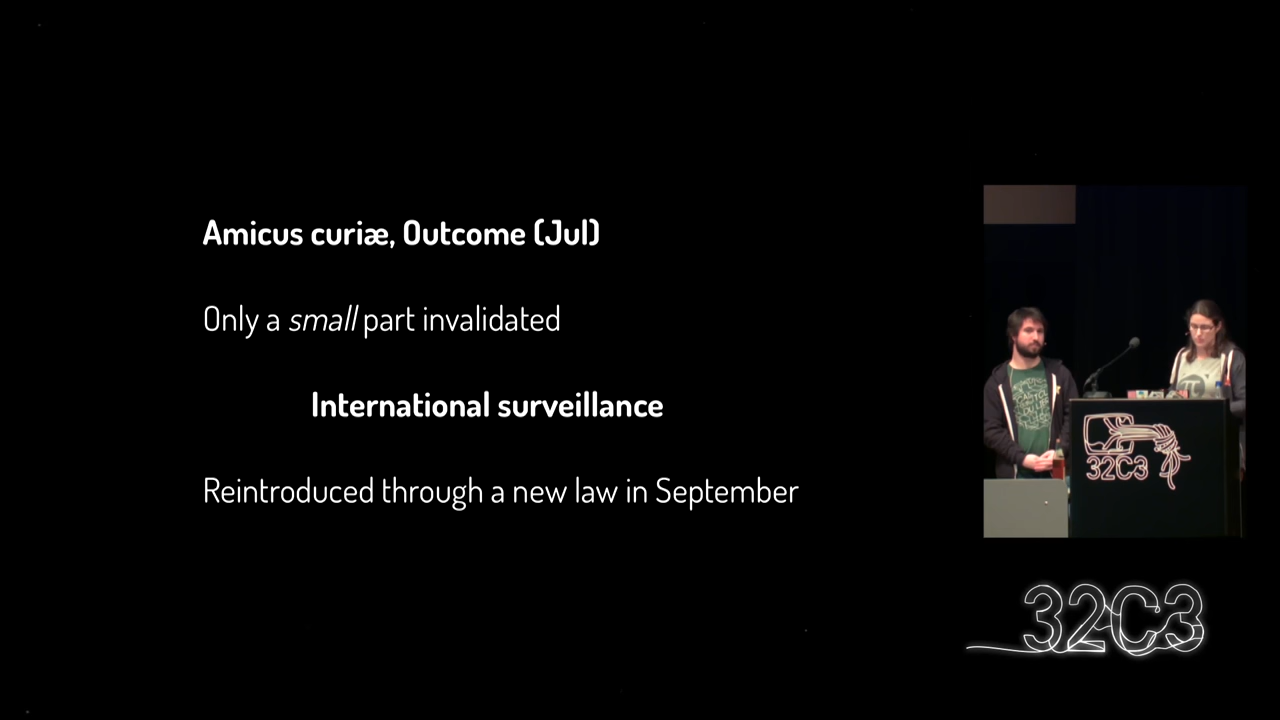 Amicus curiæ, Outcome (Jul)
Only a small part invalidated
International surveillance
Reintroduced through a new law in September
32C3
32C3